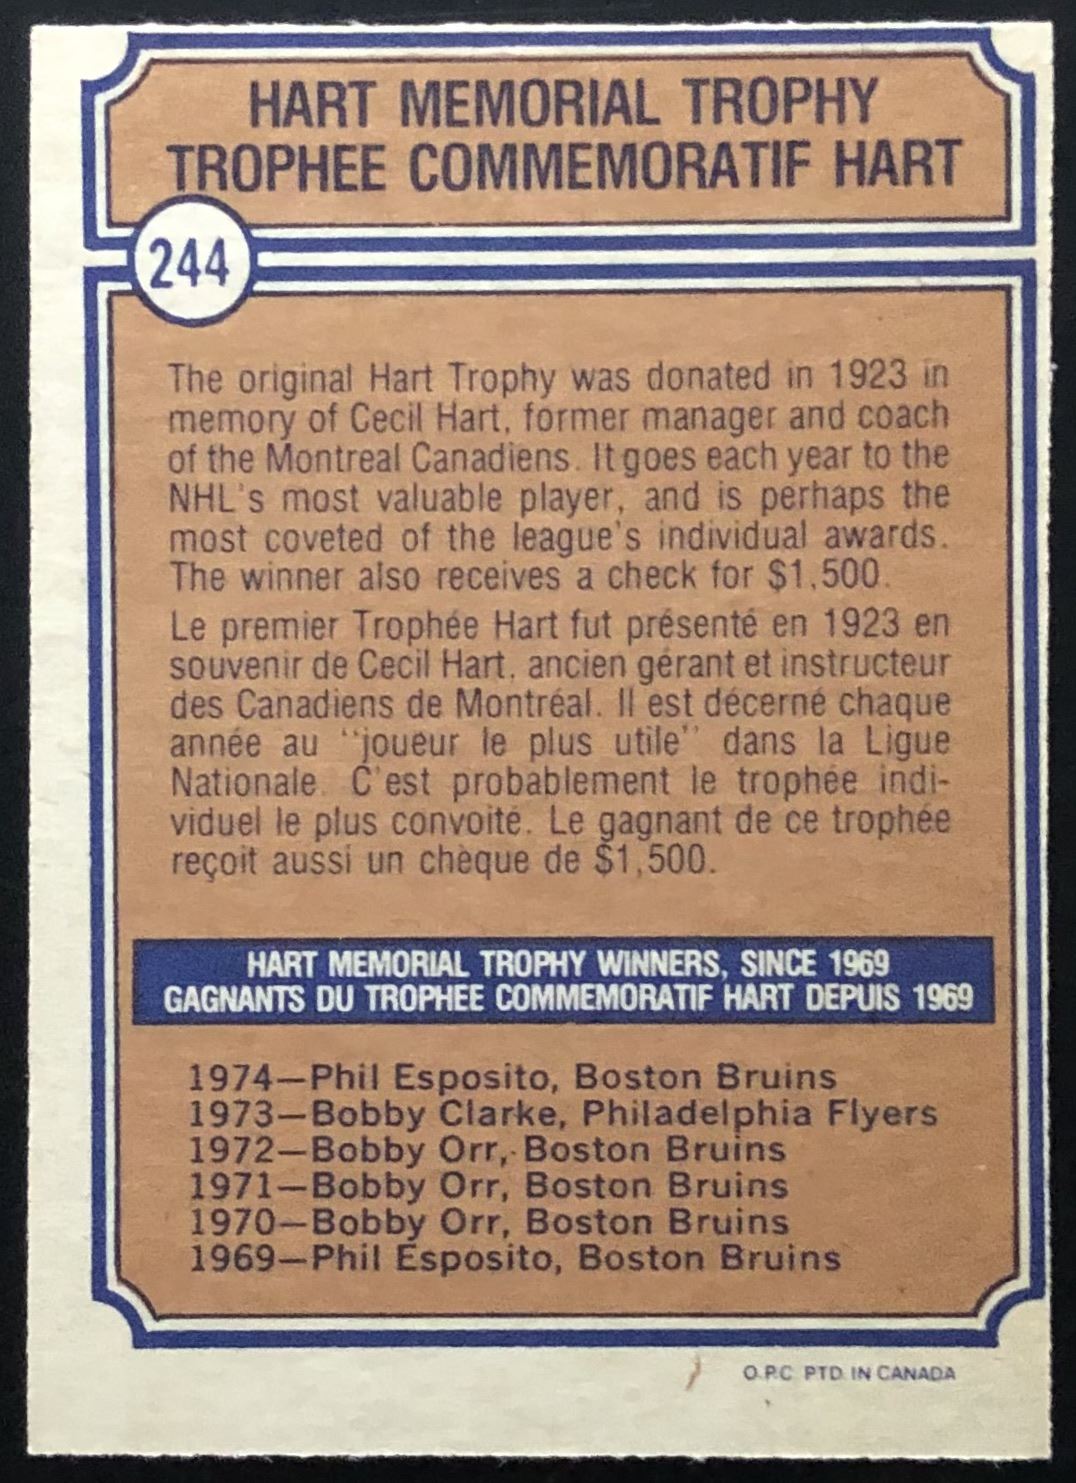 HART MEMORIAL TROPHY
TROPHEE COMMEMORATIF HART
244
The original Hart Trophy was donated in 1923 in
memory of Cecil Hart, former manager and coach
of the Montreal Canadiens. It goes each year to the
NHL's most valuable player, and is perhaps the
most coveted of the league's individual awards.
The winner also receives a check for $1,500.
Le premier Trophée Hart fut présenté en 1923 en
souvenir de Cecil Hart, ancien gérant et instructeur
des Canadiens de Montréal. Il est décerné chaque
année au "joueur le plus utile" dans la Ligue
Nationale. C'est probablement le trophée indi-
viduel le plus convoité. Le gagnant de ce trophée
reçoit aussi un chèque de $1,500.
HART MEMORIAL TROPHY WINNERS, SINCE 1969
GAGNANTS DU TROPHEE COMMEMORATIF HART DEPUIS 1969
1974—Phil Esposito, Boston Bruins
1973—Bobby Clarke, Philadelphia Flyers
1972—Bobby Orr, Boston Bruins
1971—Bobby Orr, Boston Bruins
1970—Bobby Orr, Boston Bruins
1969—Phil Esposito, Boston Bruins
O.P.C. PTD. IN CANADA